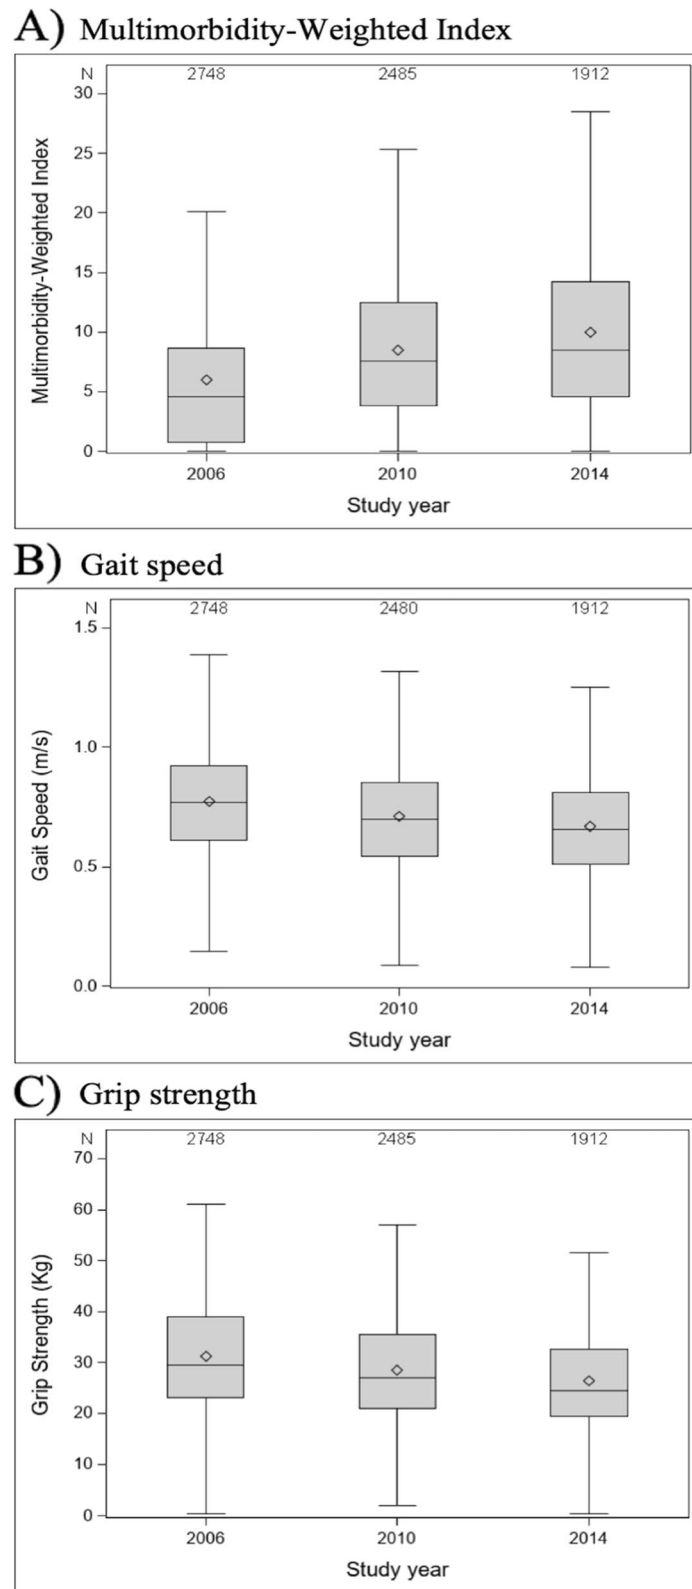 A) Multimorbidity-Weighted Index
N 2748 2485 1912
30
25
20
15
10
5
0
Multimorbidity-Weighted Index
2006 2010 2014
Study year
B) Gait speed
N 2748 2480 1912
1.5
1.0
0.5
0.0
Gait Speed (m/s)
2006 2010 2014
Study year
C) Grip strength
N 2748 2485 1912
70
60
50
40
30
20
10
0
Grip Strength (Kg)
2006 2010 2014
Study year